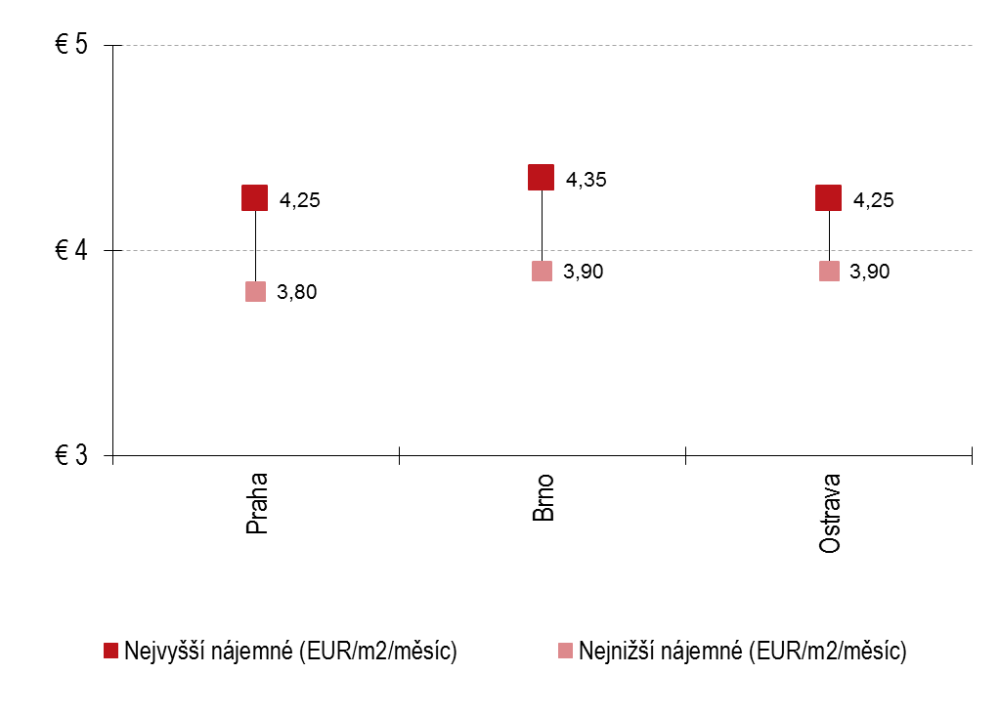 € 5
4,25
4,35
4,25
€ 4
3,80
3,90
3,90
€ 3
Praha
Brno
Ostrava
Nejvyšší nájemné (EUR/m2/měsíc)
Nejnižší nájemné (EUR/m2/měsíc)